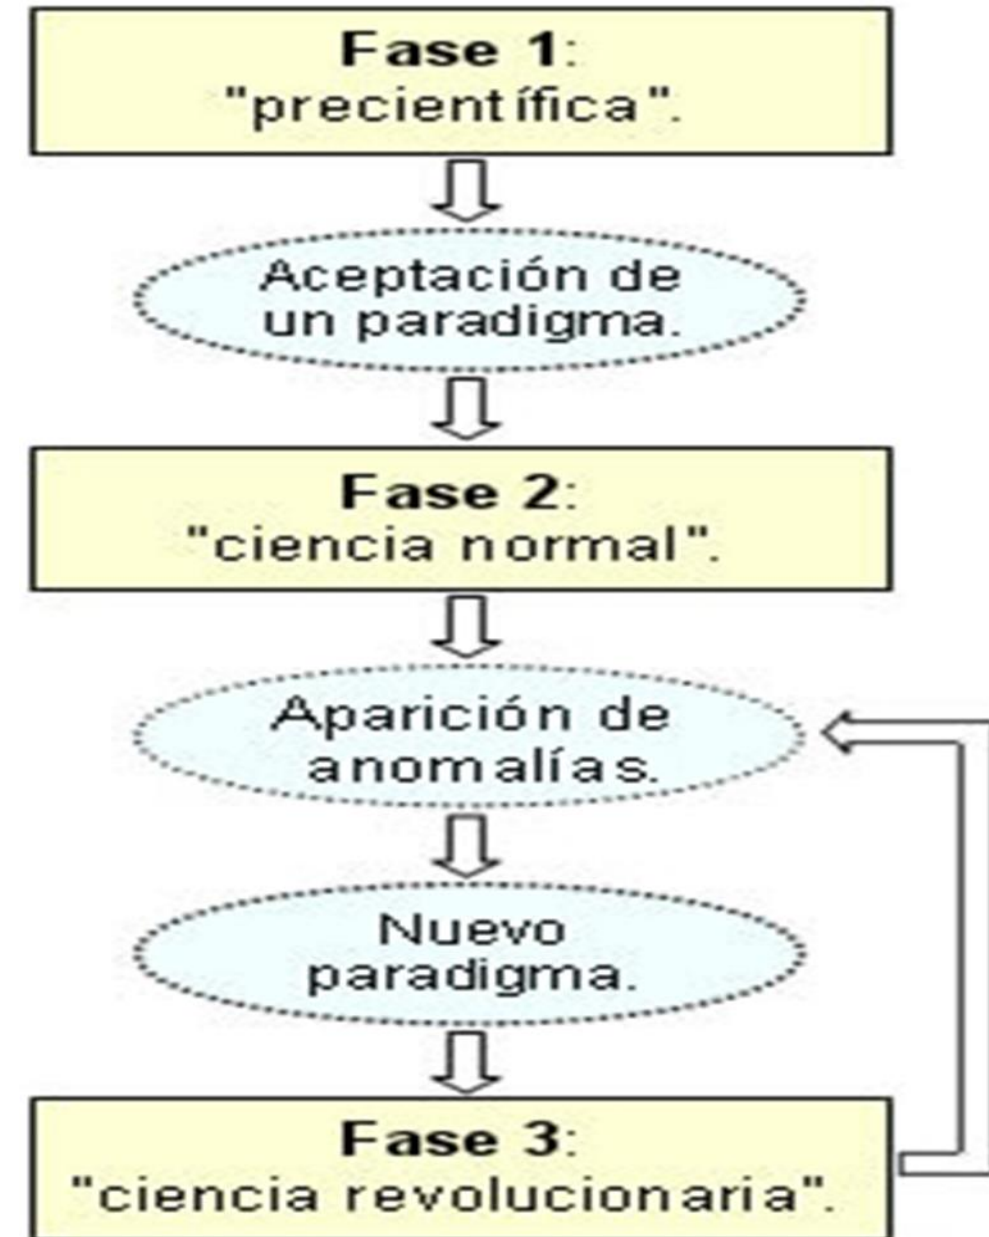 Fase 1:
"precientífica".
Aceptación de
un paradigma.
Fase 2:
"ciencia normal".
Aparición de
anomalías.
Nuevo
paradigma.
Fase 3:
"ciencia revolucionaria".